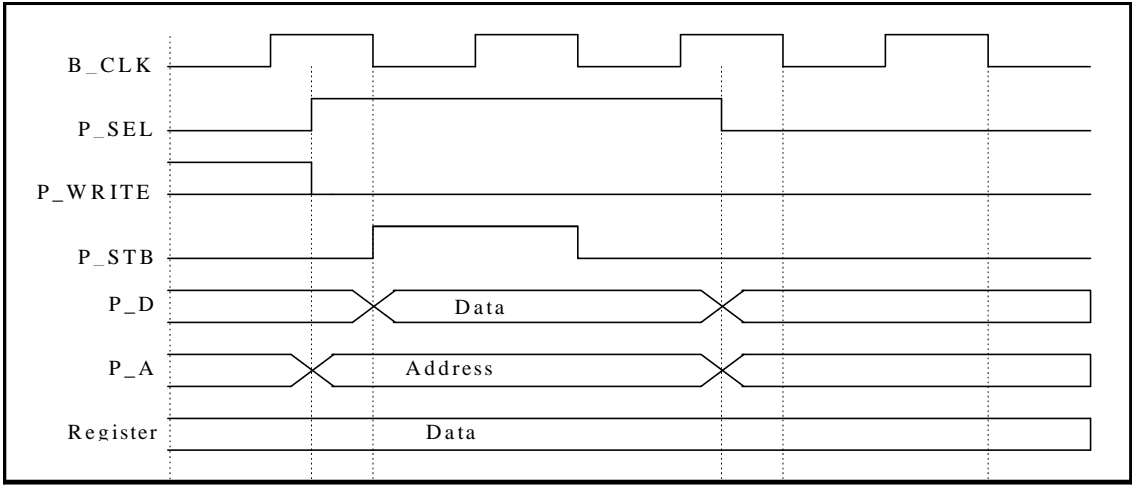 B_CLK
P_SEL
P_WRITE
P_STB
P_D Data
P_A Address
Register Data